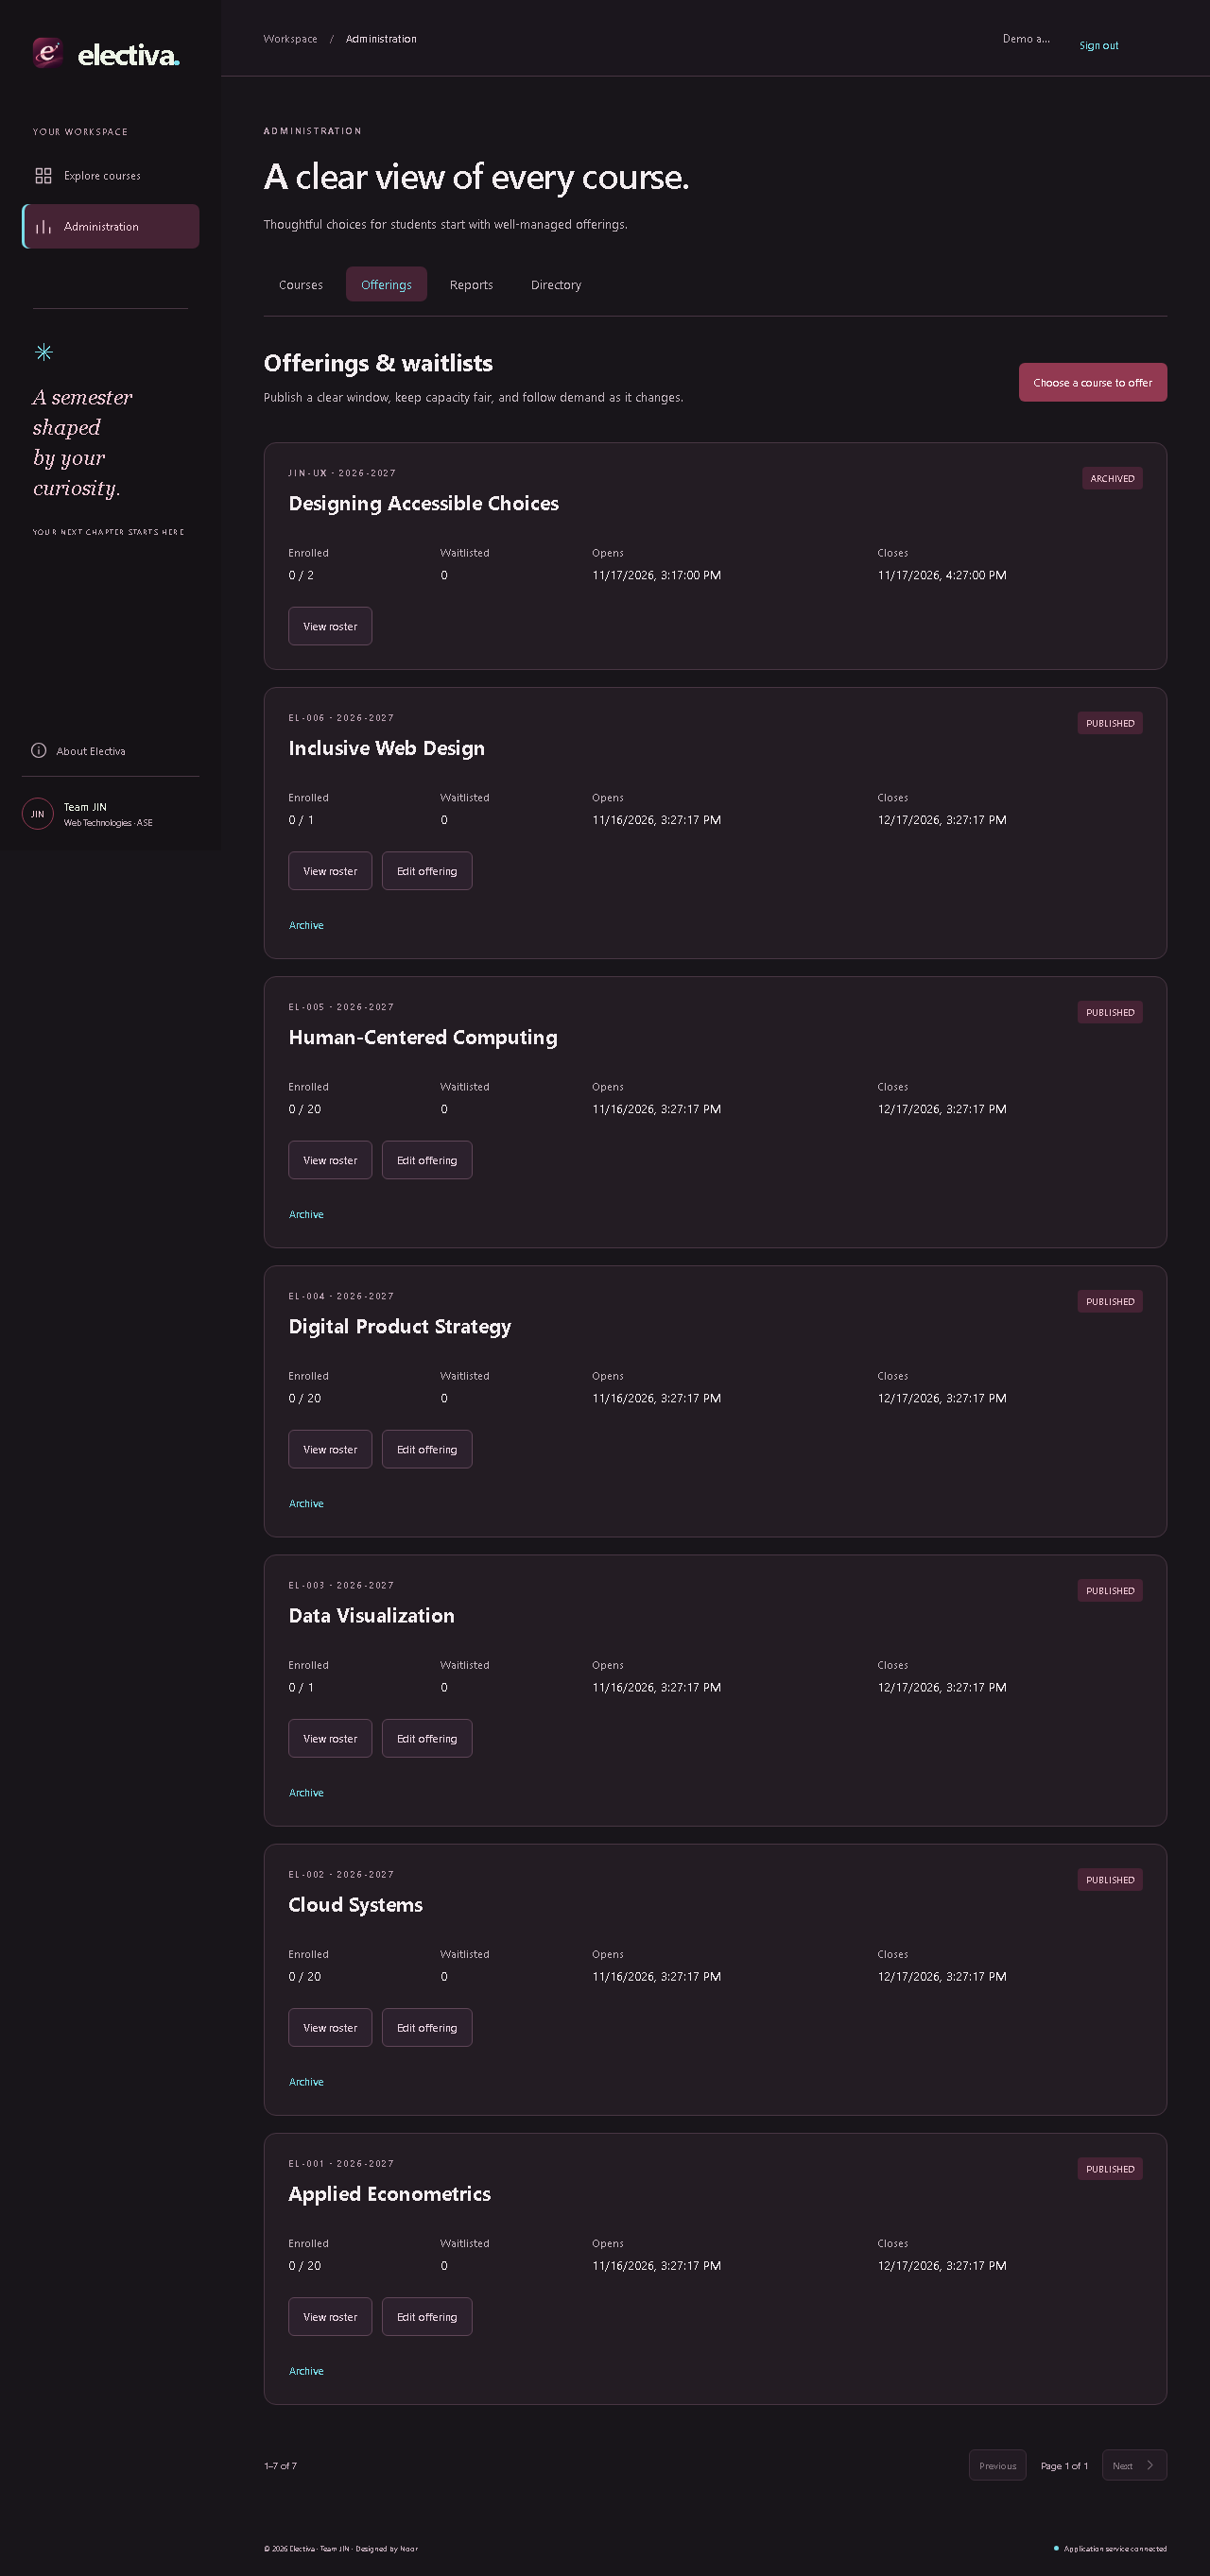 electiva.
YOUR WORKSPACE
Explore courses
Administration
A semester
shaped
by your
curiosity.
YOUR NEXT CHAPTER STARTS HERE
About Electiva
JIN
Team JIN
Web Technologies · ASE
Workspace / Administration
Demo a...
Sign out
ADMINISTRATION
A clear view of every course.
Thoughtful choices for students start with well-managed offerings.
Courses
Offerings
Reports
Directory
Offerings & waitlists
Publish a clear window, keep capacity fair, and follow demand as it changes.
Choose a course to offer
JIN-UX · 2026-2027
ARCHIVED
Designing Accessible Choices
Enrolled Waitlisted Opens Closes
0 / 2 0 11/17/2026, 3:17:00 PM 11/17/2026, 4:27:00 PM
View roster
EL-006 · 2026-2027
PUBLISHED
Inclusive Web Design
Enrolled Waitlisted Opens Closes
0 / 1 0 11/16/2026, 3:27:17 PM 12/17/2026, 3:27:17 PM
View roster Edit offering
Archive
EL-005 · 2026-2027
PUBLISHED
Human-Centered Computing
Enrolled Waitlisted Opens Closes
0 / 20 0 11/16/2026, 3:27:17 PM 12/17/2026, 3:27:17 PM
View roster Edit offering
Archive
EL-004 · 2026-2027
PUBLISHED
Digital Product Strategy
Enrolled Waitlisted Opens Closes
0 / 20 0 11/16/2026, 3:27:17 PM 12/17/2026, 3:27:17 PM
View roster Edit offering
Archive
EL-003 · 2026-2027
PUBLISHED
Data Visualization
Enrolled Waitlisted Opens Closes
0 / 1 0 11/16/2026, 3:27:17 PM 12/17/2026, 3:27:17 PM
View roster Edit offering
Archive
EL-002 · 2026-2027
PUBLISHED
Cloud Systems
Enrolled Waitlisted Opens Closes
0 / 20 0 11/16/2026, 3:27:17 PM 12/17/2026, 3:27:17 PM
View roster Edit offering
Archive
EL-001 · 2026-2027
PUBLISHED
Applied Econometrics
Enrolled Waitlisted Opens Closes
0 / 20 0 11/16/2026, 3:27:17 PM 12/17/2026, 3:27:17 PM
View roster Edit offering
Archive
1–7 of 7
Previous
Page 1 of 1
Next
© 2026 Electiva · Team JIN · Designed by Noor
Application service connected